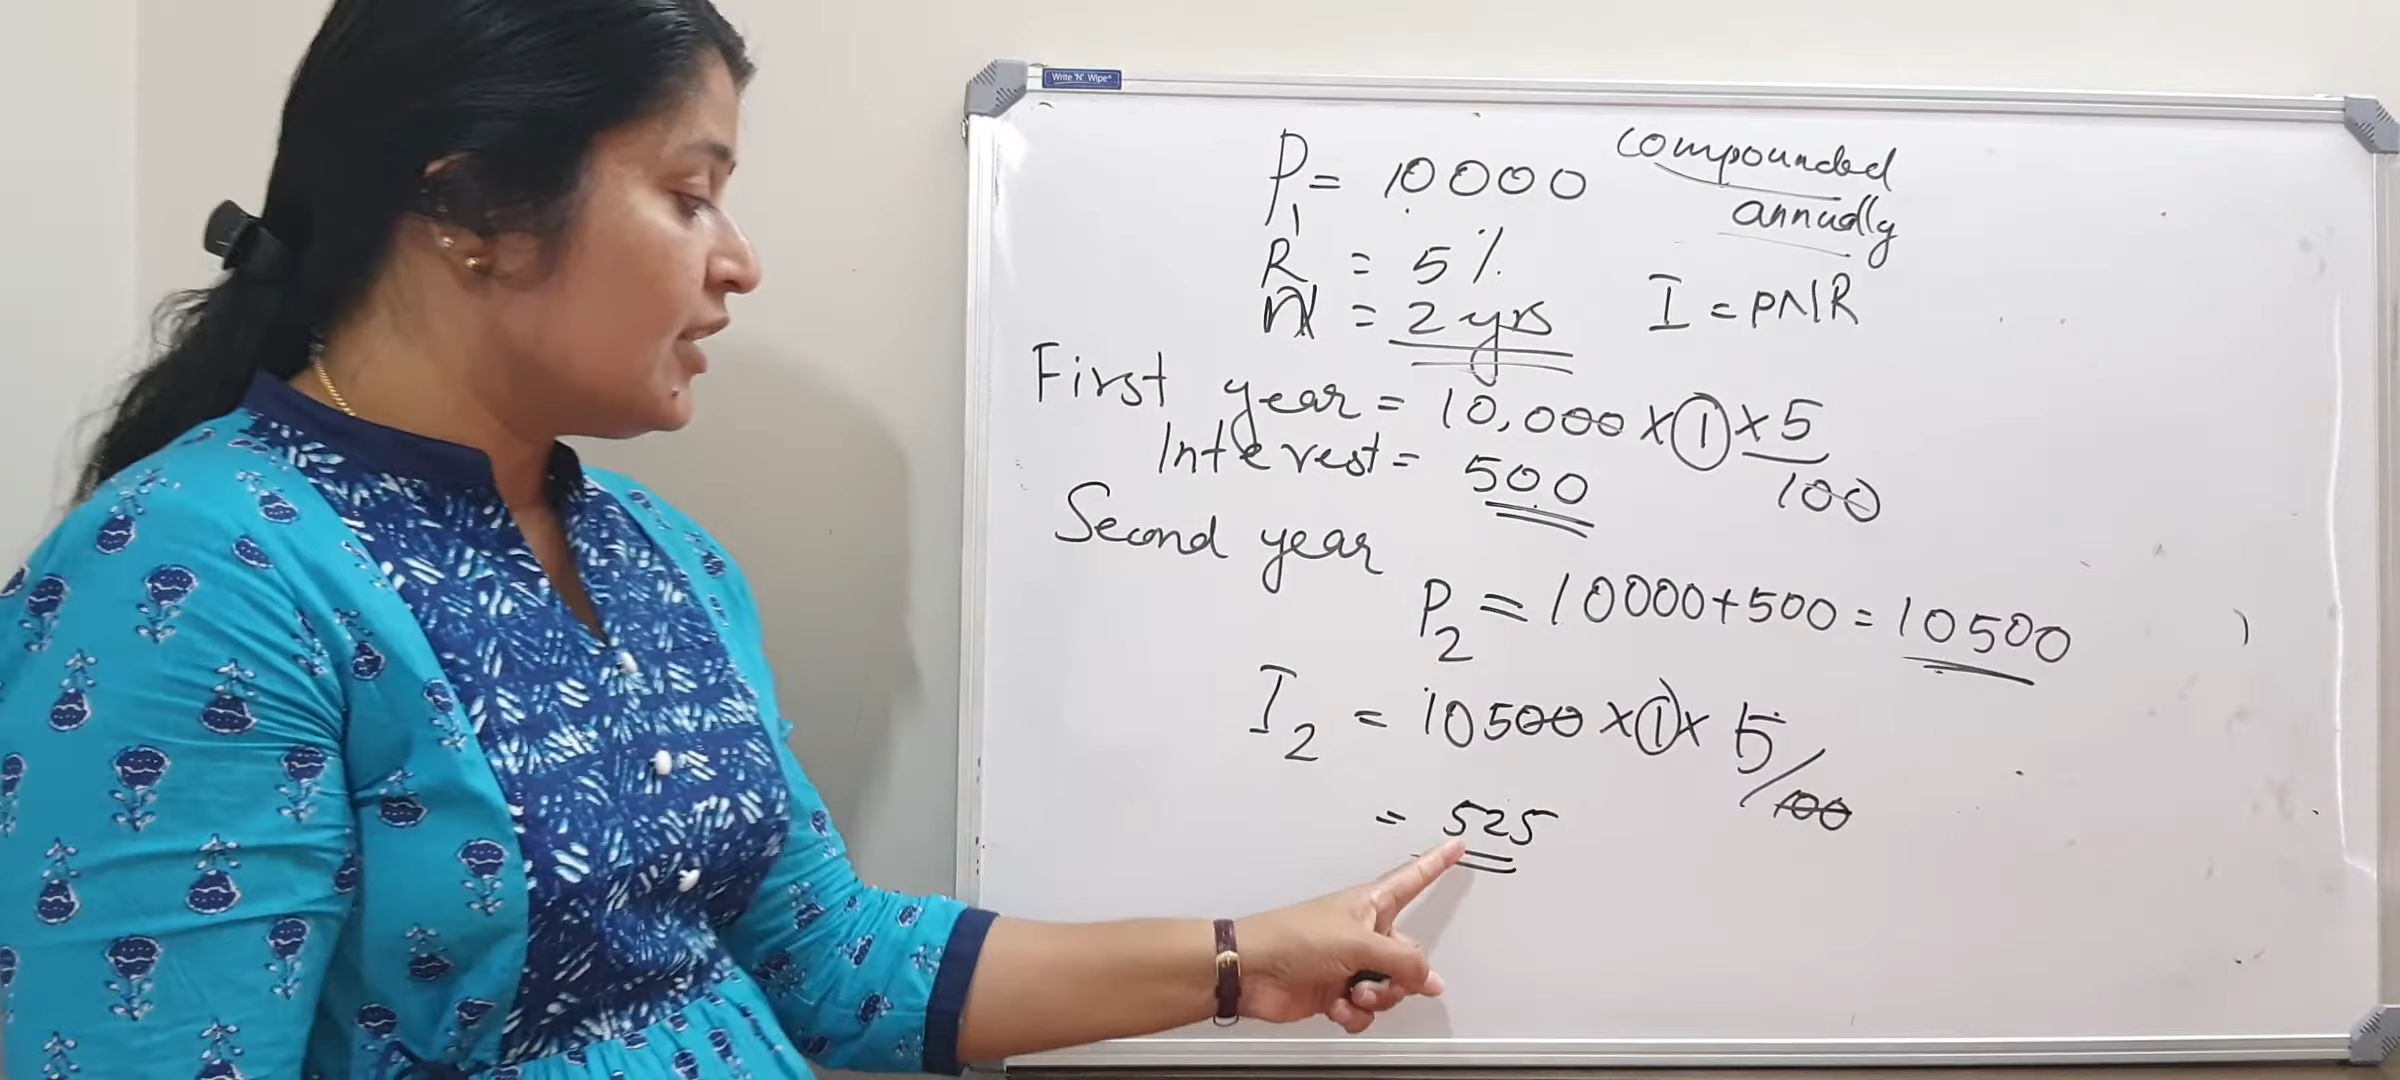 Write 'N' Wipe®
P1 = 10000
compounded
annually
R = 5%
N = 2 yrs
I = PNR
First year = 10,000 x 1 x 5/100
Interest = 500
Second year
P2 = 10000+500 = 10500
I2 = 10500 x 1 x 5/100
= 525